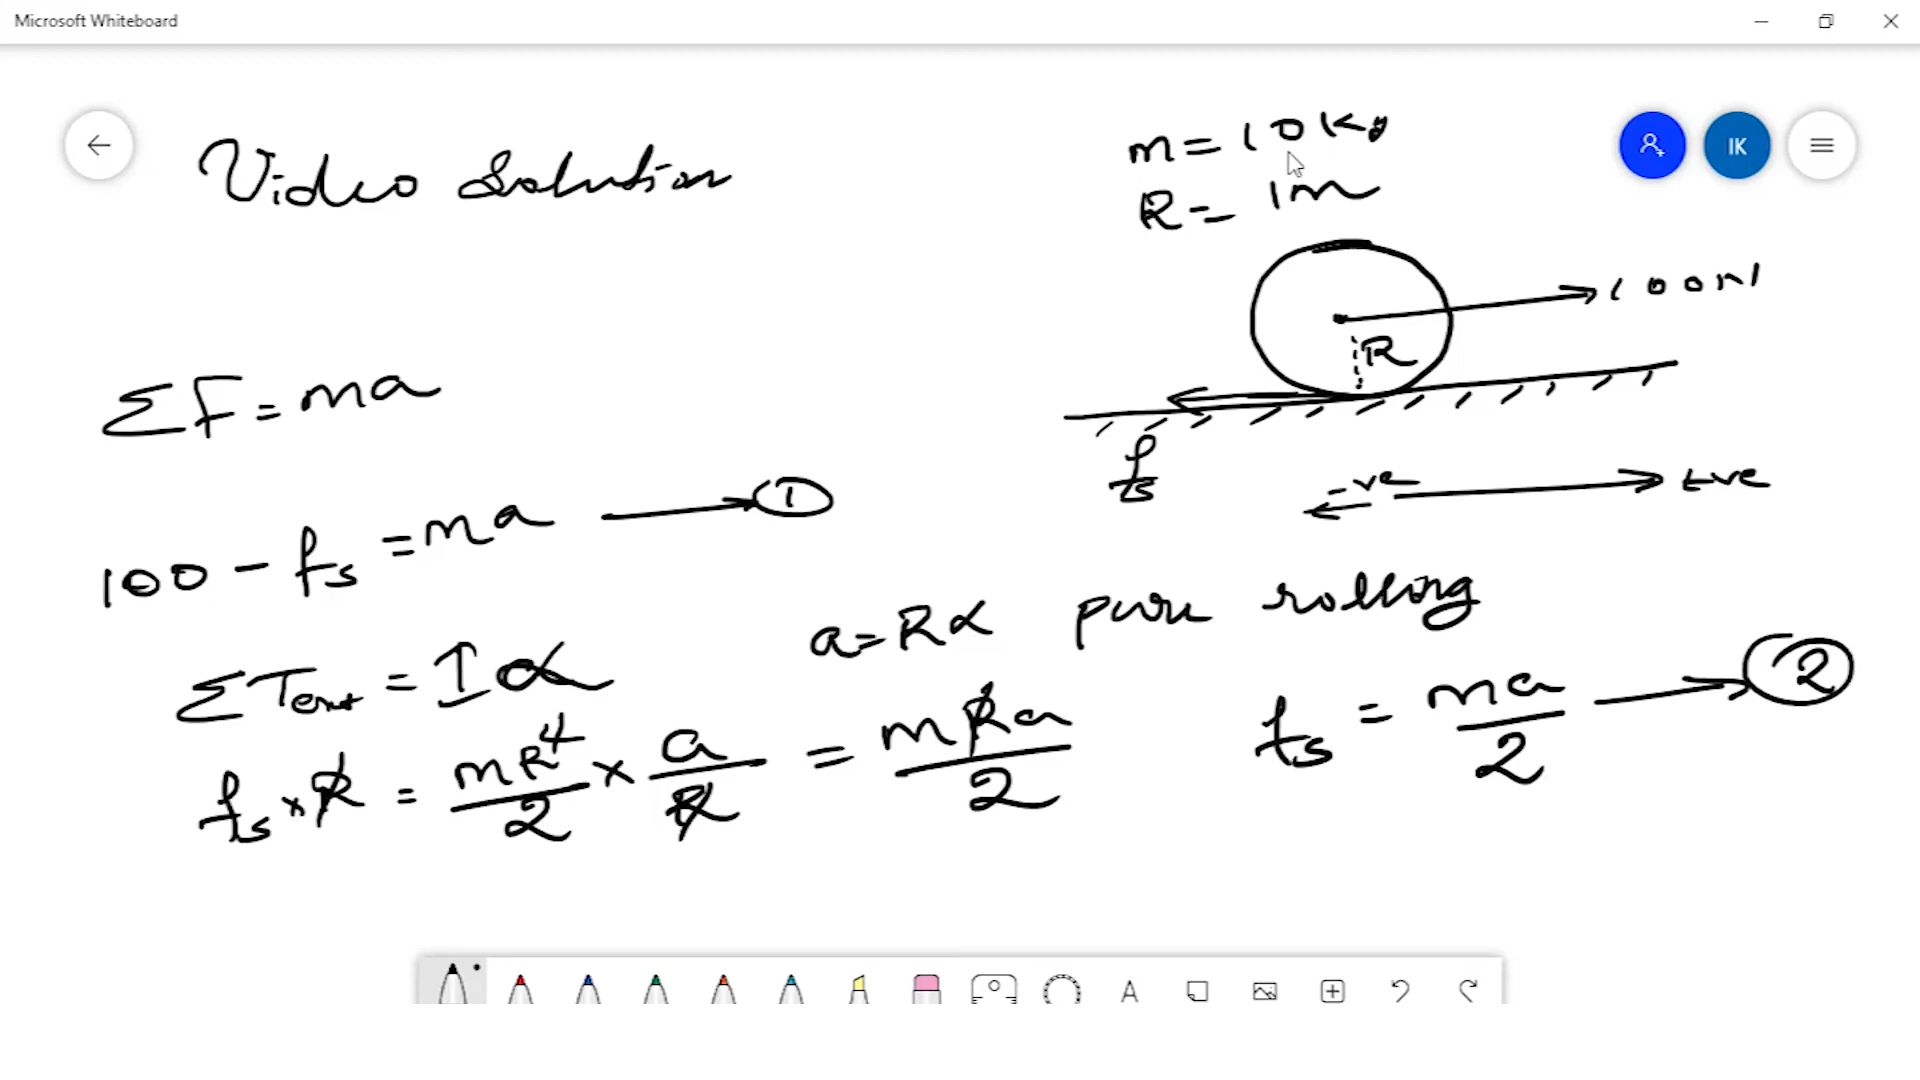 Microsoft Whiteboard
IK
Video Solution
m = 10 Kg
R = 1m
100N
R
fs
-ve +ve
ΣF = ma
100 - fs = ma → 1
a = Rα pure rolling
ΣText = Iα
fs × R = mR² / 2 × a / R = mRa / 2
fs = ma / 2 → 2
A